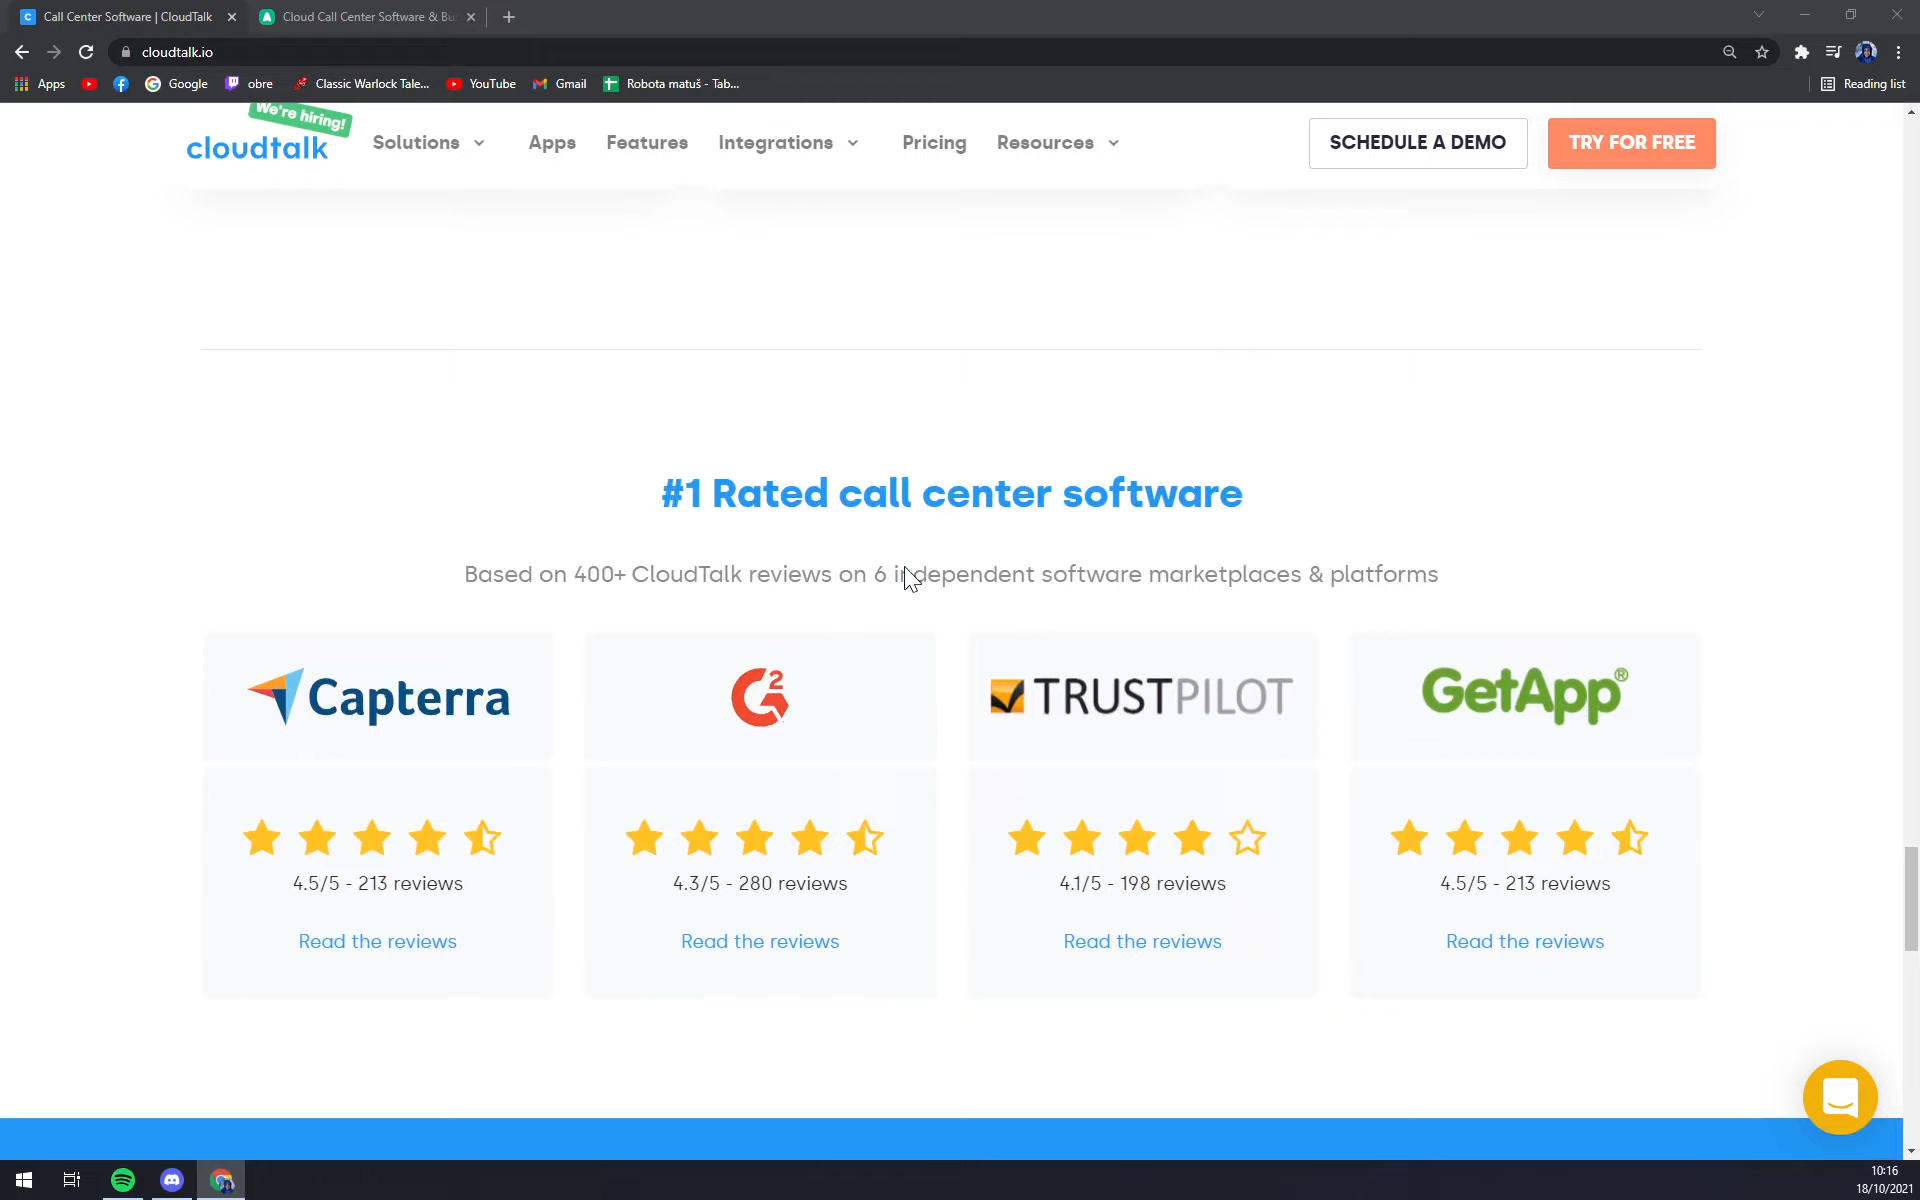 Call Center Software | CloudTalk
Cloud Call Center Software & Bu
cloudtalk.io
Apps
Google
obre
Classic Warlock Tale...
YouTube
Gmail
Robota matuš - Tab...
Reading list
We're hiring!
cloudtalk
Solutions
Apps
Features
Integrations
Pricing
Resources
SCHEDULE A DEMO
TRY FOR FREE
#1 Rated call center software
Based on 400+ CloudTalk reviews on 6 independent software marketplaces & platforms
Capterra
G2
TRUSTPILOT
GetApp®
4.5/5 - 213 reviews
4.3/5 - 280 reviews
4.1/5 - 198 reviews
4.5/5 - 213 reviews
Read the reviews
Read the reviews
Read the reviews
Read the reviews
10:16
18/10/2021